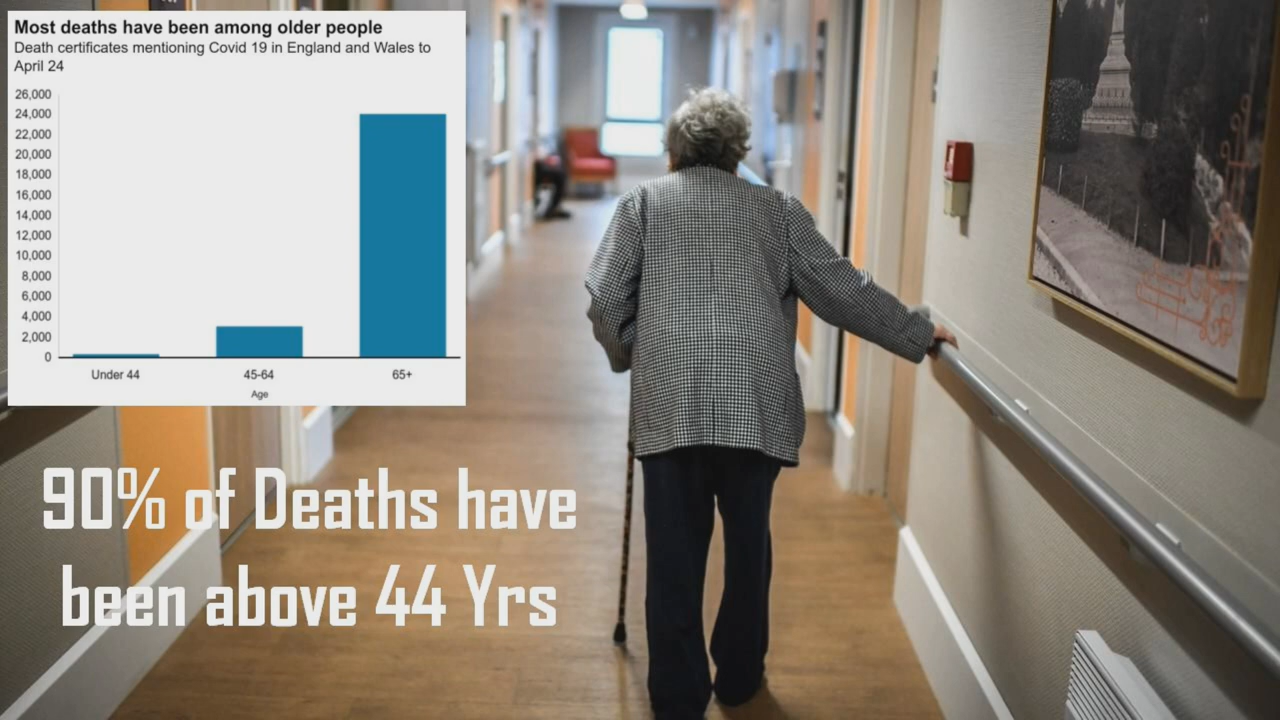 Most deaths have been among older people
Death certificates mentioning Covid 19 in England and Wales to
April 24
26,000
24,000
22,000
20,000
18,000
16,000
14,000
12,000
10,000
8,000
6,000
4,000
2,000
0
Under 44 45-64 65+
Age
90% of Deaths have
been above 44 Yrs